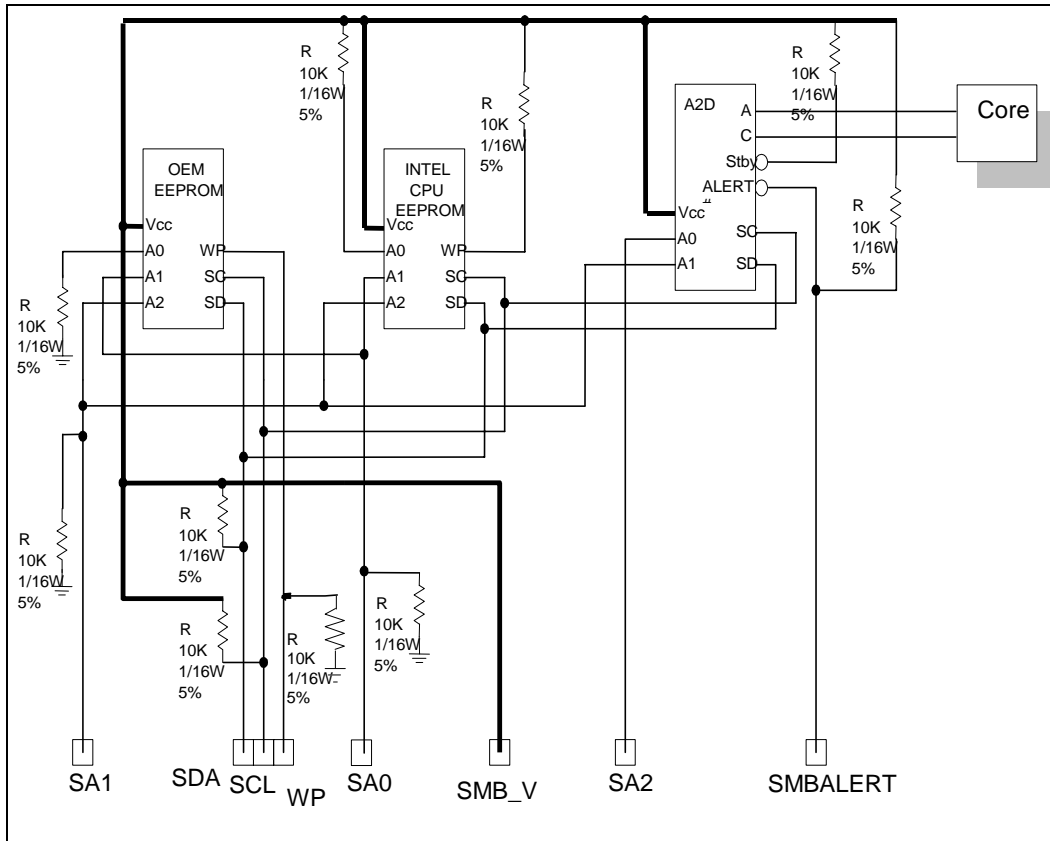 R
10K
1/16W
5%
R
10K
1/16W
5%
R
10K
1/16W
5%
A2D
A
C
Stby
ALERT
#
Vcc
A0
A1
SC
SD
Core
OEM
EEPROM
Vcc
A0
A1
A2
WP
SC
SD
INTEL
CPU
EEPROM
Vcc
A0
A1
A2
WP
SC
SD
R
10K
1/16W
5%
R
10K
1/16W
5%
R
10K
1/16W
5%
R
10K
1/16W
5%
R
10K
1/16W
5%
R
10K
1/16W
5%
R
10K
1/16W
5%
SA1
SDA
SCL
WP
SA0
SMB_V
SA2
SMBALERT